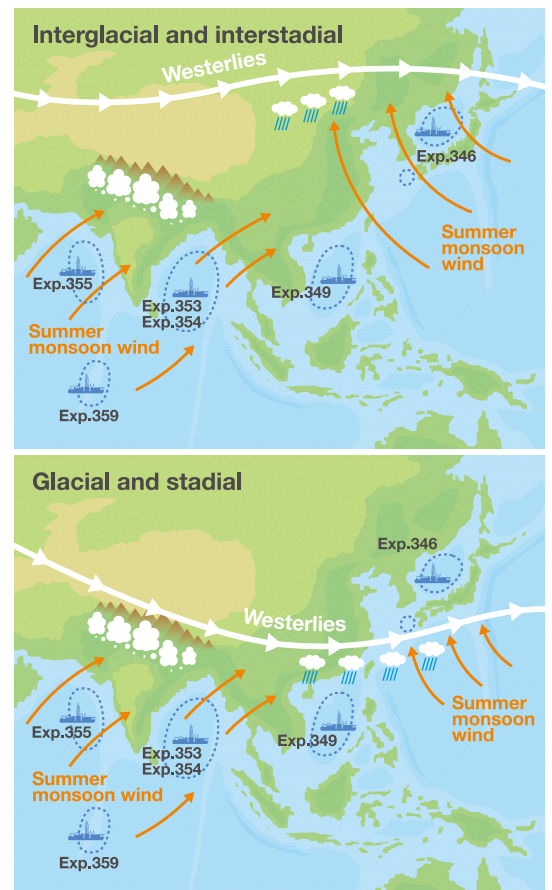 Interglacial and interstadial
Westerlies
Exp.346
Summer
monsoon
wind
Exp.355
Exp.353
Exp.354
Exp.349
Summer
monsoon wind
Exp.359
Glacial and stadial
Exp.346
Westerlies
Summer
monsoon
wind
Exp.355
Exp.353
Exp.354
Exp.349
Summer
monsoon wind
Exp.359